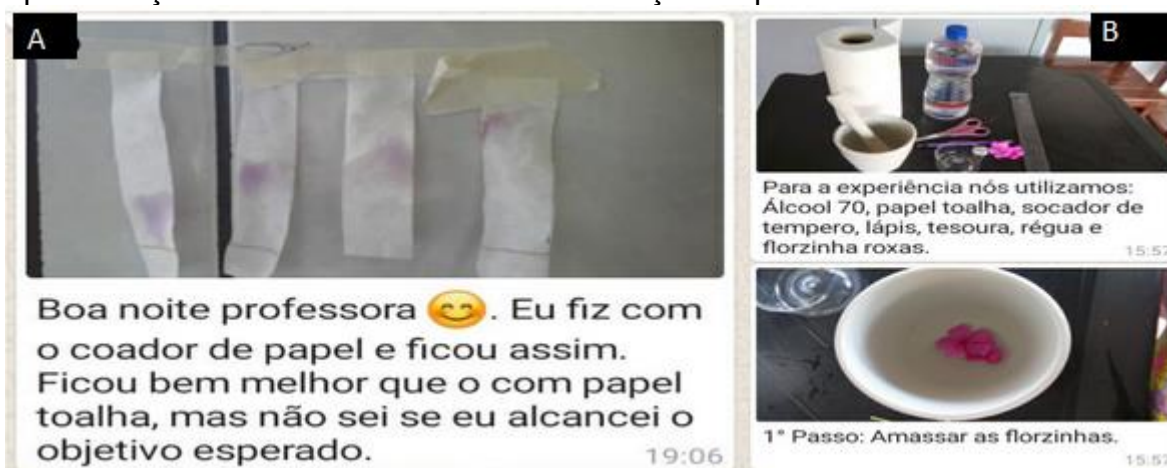 A
Boa noite professora 😊. Eu fiz com
o coador de papel e ficou assim.
Ficou bem melhor que o com papel
toalha, mas não sei se eu alcancei o
objetivo esperado.
19:06
B
Para a experiência nós utilizamos:
Álcool 70, papel toalha, socador de
tempero, lápis, tesoura, régua e
florzinha roxas.
15:57
1° Passo: Amassar as florzinhas.
15:57